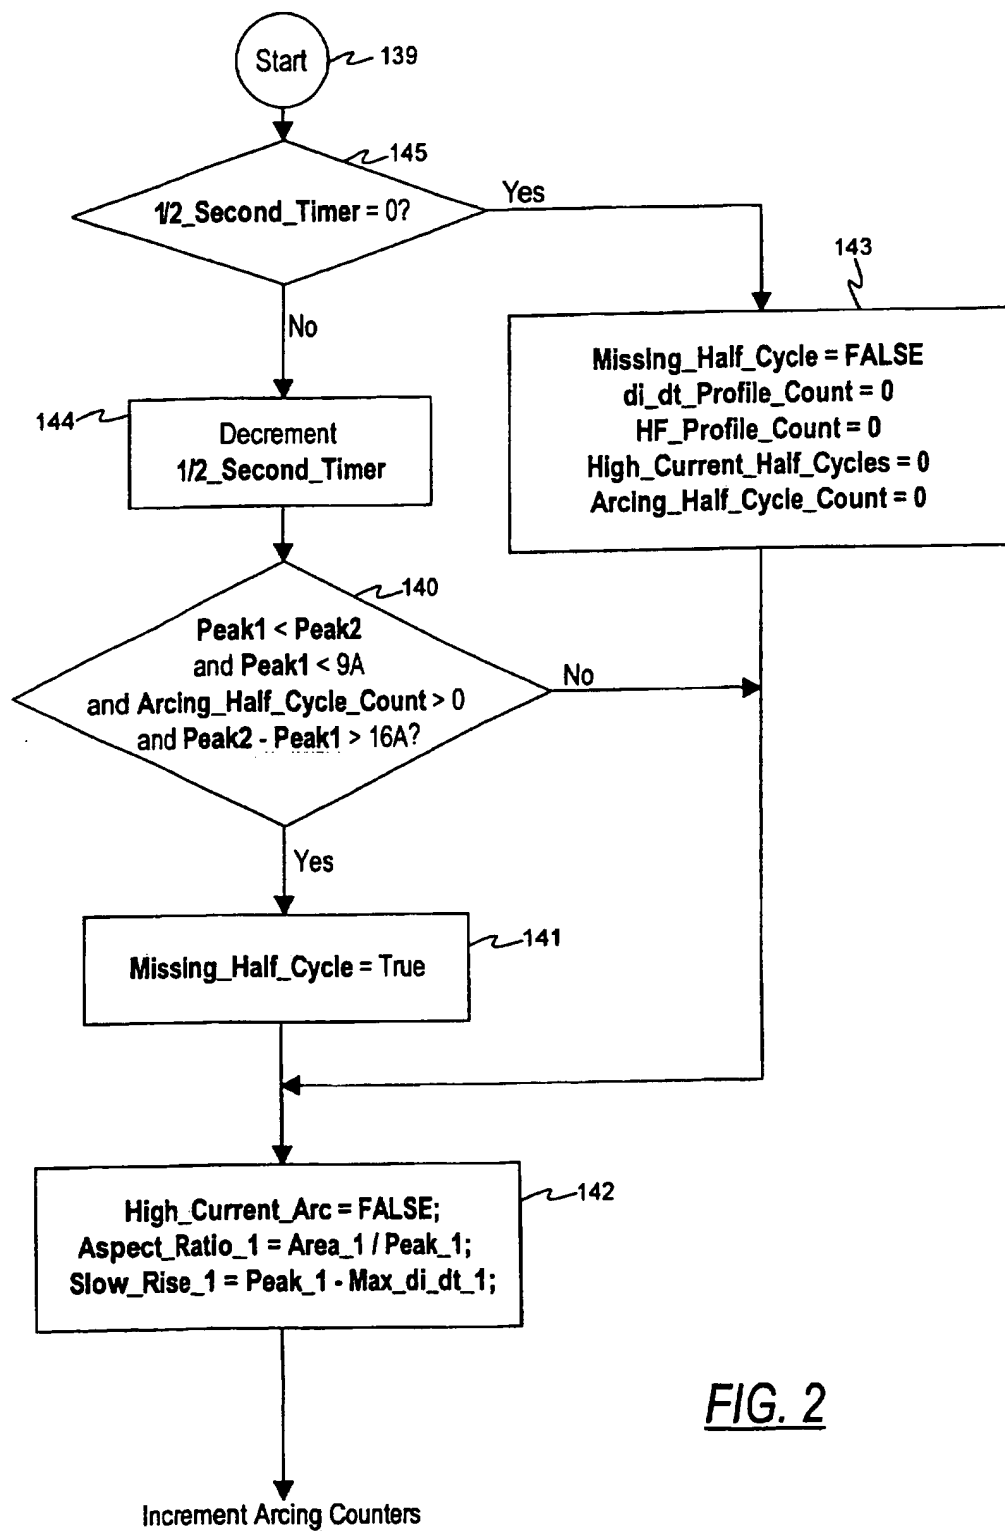 Start
139
145
1/2_Second_Timer = 0?
Yes
No
143
Missing_Half_Cycle = FALSE
di_dt_Profile_Count = 0
HF_Profile_Count = 0
High_Current_Half_Cycles = 0
Arcing_Half_Cycle_Count = 0
144
Decrement
1/2_Second_Timer
140
Peak1 < Peak2
and Peak1 < 9A
and Arcing_Half_Cycle_Count > 0
and Peak2 - Peak1 > 16A?
No
Yes
141
Missing_Half_Cycle = True
142
High_Current_Arc = FALSE;
Aspect_Ratio_1 = Area_1 / Peak_1;
Slow_Rise_1 = Peak_1 - Max_di_dt_1;
FIG. 2
Increment Arcing Counters